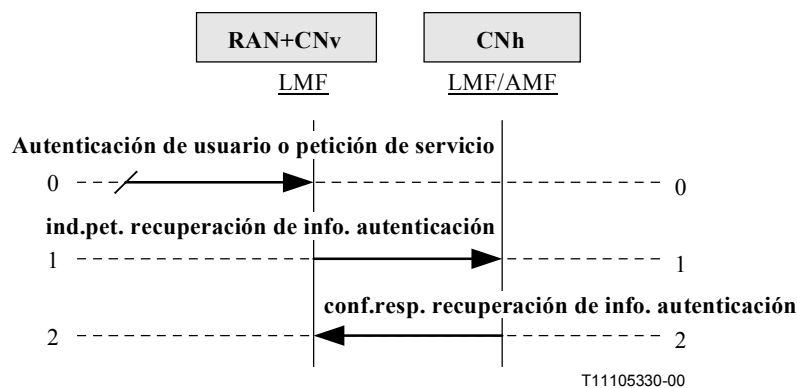 RAN+CNv CNh
LMF LMF/AMF
Autenticación de usuario o petición de servicio
0 0
ind.pet. recuperación de info. autenticación
1 1
conf.resp. recuperación de info. autenticación
2 2
T11105330-00